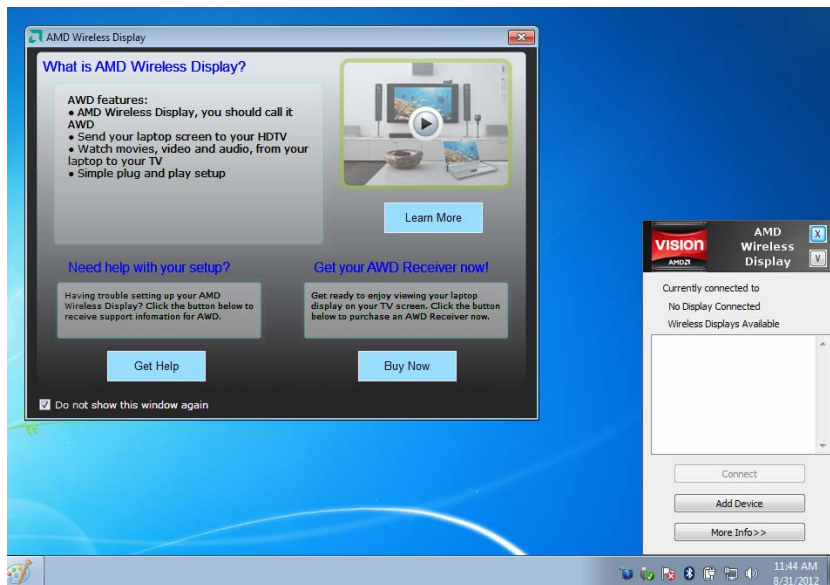 AMD Wireless Display
What is AMD Wireless Display?
AWD features:
• AMD Wireless Display, you should call it
AWD
• Send your laptop screen to your HDTV
• Watch movies, video and audio, from your
laptop to your TV
• Simple plug and play setup
Learn More
Need help with your setup?
Having trouble setting up your AMD
Wireless Display? Click the button below to
receive support infomation for AWD.
Get Help
Get your AWD Receiver now!
Get ready to enjoy viewing your laptop
display on your TV screen. Click the button
below to purchase an AWD Receiver now.
Buy Now
Do not show this window again
VISION
AMD
AMD
Wireless
Display
X
V
Currently connected to
No Display Connected
Wireless Displays Available
Connect
Add Device
More Info>>
11:44 AM
8/31/2012